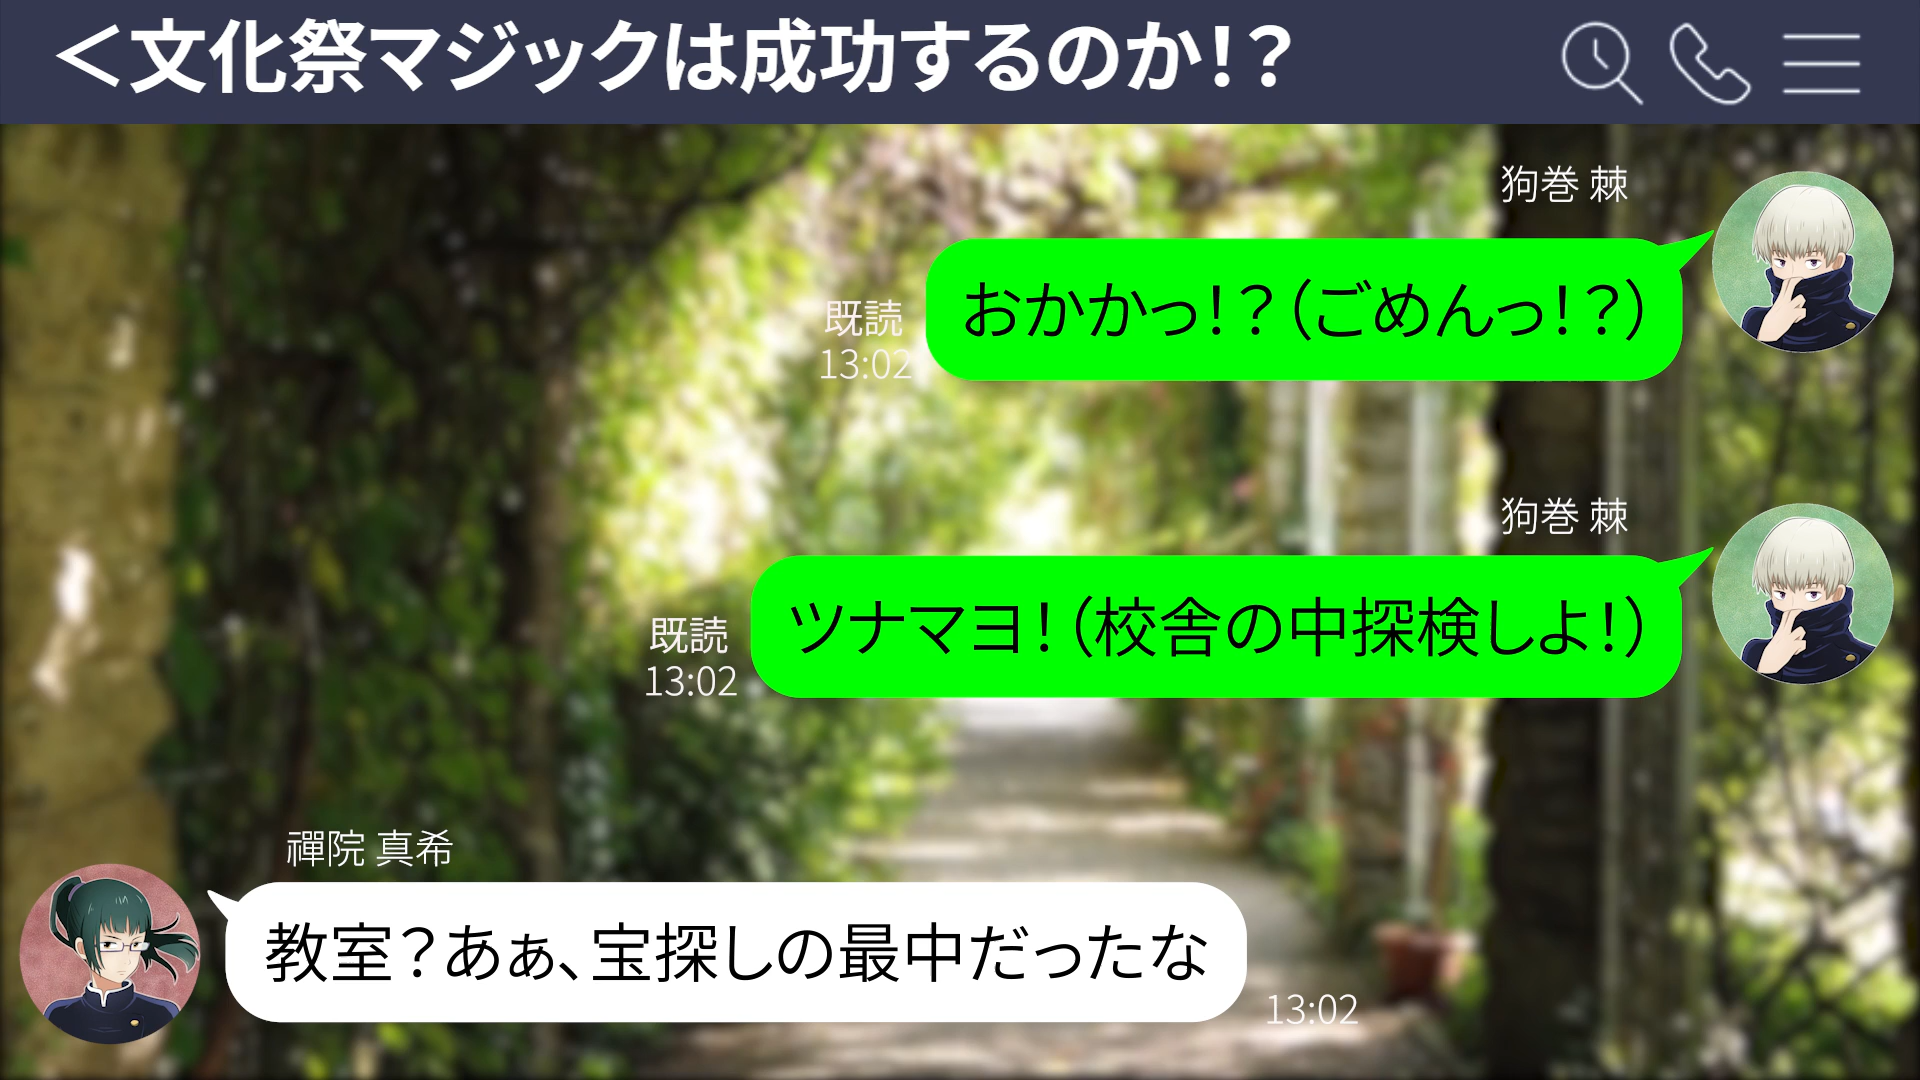 ＜文化祭マジックは成功するのか！？
狗巻 棘
おかかっ！？（ごめんっ！？）
既読
13:02
狗巻 棘
ツナマヨ！（校舎の中探検しよ！）
既読
13:02
禪院 真希
教室？あぁ、宝探しの最中だったな
13:02